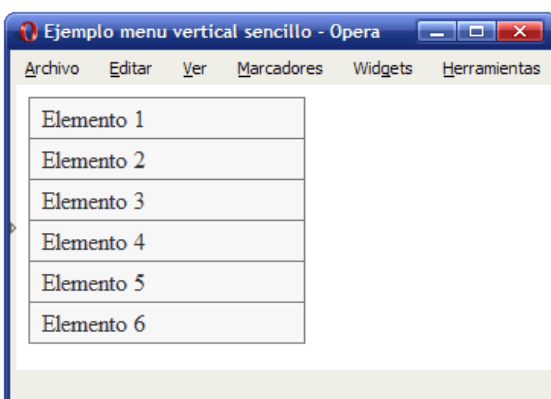 Ejemplo menu vertical sencillo - Opera
Archivo Editar Ver Marcadores Widgets Herramientas
Elemento 1
Elemento 2
Elemento 3
Elemento 4
Elemento 5
Elemento 6